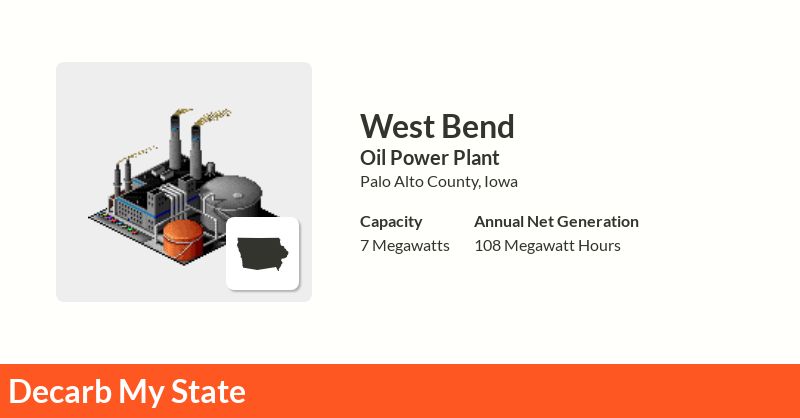 West Bend
Oil Power Plant
Palo Alto County, Iowa
Capacity
7 Megawatts
Annual Net Generation
108 Megawatt Hours
Decarb My State